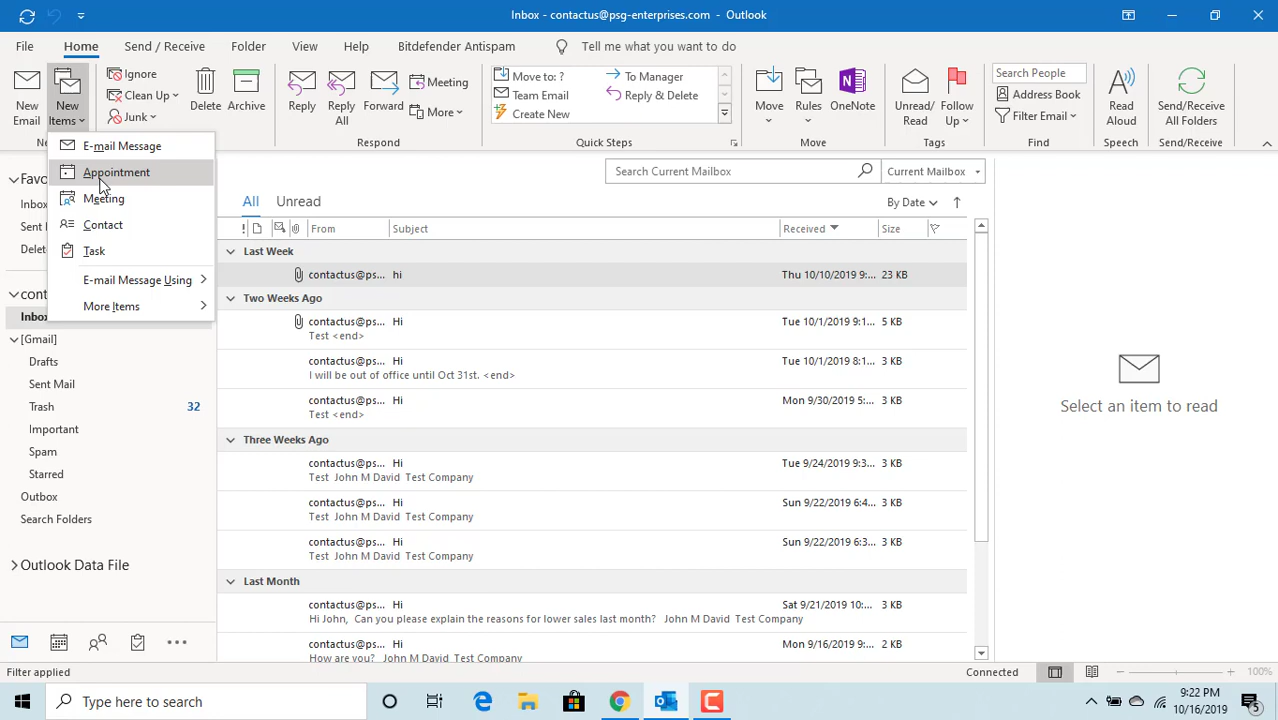 Inbox - contactus@psg-enterprises.com - Outlook
File Home Send / Receive Folder View Help Bitdefender Antispam Tell me what you want to do
New Email
New Items
Ignore
Clean Up
Junk
Delete
Archive
Reply
Reply All
Forward
Meeting
More
Respond
Move to: ?
Team Email
Create New
To Manager
Reply & Delete
Quick Steps
Move
Rules
OneNote
Move
Unread/ Read
Follow Up
Tags
Search People
Address Book
Filter Email
Find
Read Aloud
Speech
Send/Receive All Folders
Send/Receive
E-mail Message
Appointment
Meeting
Contact
Task
E-mail Message Using
More Items
Inbox
[Gmail]
Drafts
Sent Mail
Trash 32
Important
Spam
Starred
Outbox
Search Folders
Outlook Data File
Search Current Mailbox
Current Mailbox
All Unread
By Date
! From Subject Received Size
Last Week
contactus@ps... hi Thu 10/10/2019 9:... 23 KB
Two Weeks Ago
contactus@ps... Hi Tue 10/1/2019 9:1... 5 KB
Test <end>
contactus@ps... Hi Tue 10/1/2019 8:1... 3 KB
I will be out of office until Oct 31st. <end>
contactus@ps... Hi Mon 9/30/2019 5:... 3 KB
Test <end>
Three Weeks Ago
contactus@ps... Hi Tue 9/24/2019 9:3... 3 KB
Test John M David Test Company
contactus@ps... Hi Sun 9/22/2019 6:4... 3 KB
Test John M David Test Company
contactus@ps... Hi Sun 9/22/2019 6:3... 3 KB
Test John M David Test Company
Last Month
contactus@ps... Hi Sat 9/21/2019 10:... 3 KB
Hi John, Can you please explain the reasons for lower sales last month? John M David Test Company
contactus@ps... Hi Mon 9/16/2019 9:... 2 KB
How are you? John M David Test Company
Select an item to read
Filter applied
Connected
100%
Type here to search
9:22 PM
10/16/2019
5